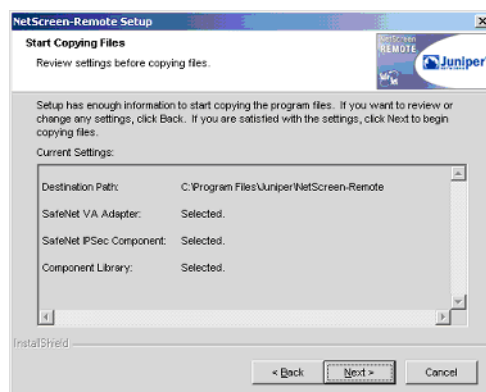 NetScreen-Remote Setup
Start Copying Files
Review settings before copying files.
NetScreen
REMOTE
Juniper
Setup has enough information to start copying the program files. If you want to review or
change any settings, click Back. If you are satisfied with the settings, click Next to begin
copying files.
Current Settings:
Destination Path: C:\Program Files\Juniper\NetScreen-Remote
SafeNet VA Adapter: Selected.
SafeNet IPSec Component: Selected.
Component Library: Selected.
InstallShield
< Back Next > Cancel